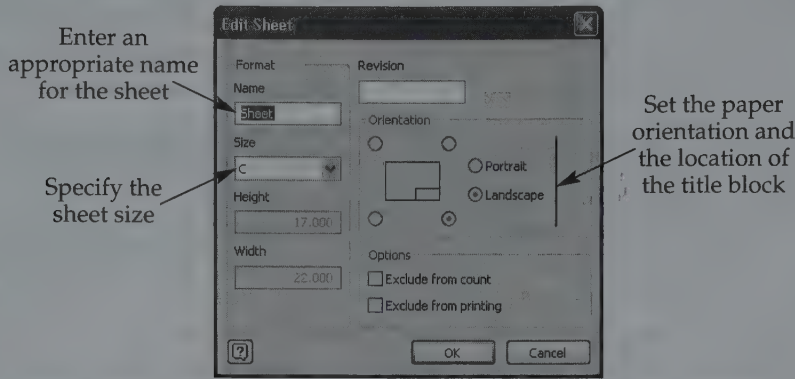 Enter an
appropriate name
for the sheet
Specify the
sheet size
Edit Sheet
Format
Name
Sheet
Size
C
Height
17.000
Width
22.000
Revision
Orientation
Portrait
Landscape
Options
Exclude from count
Exclude from printing
?
OK
Cancel
Set the paper
orientation and
the location of
the title block